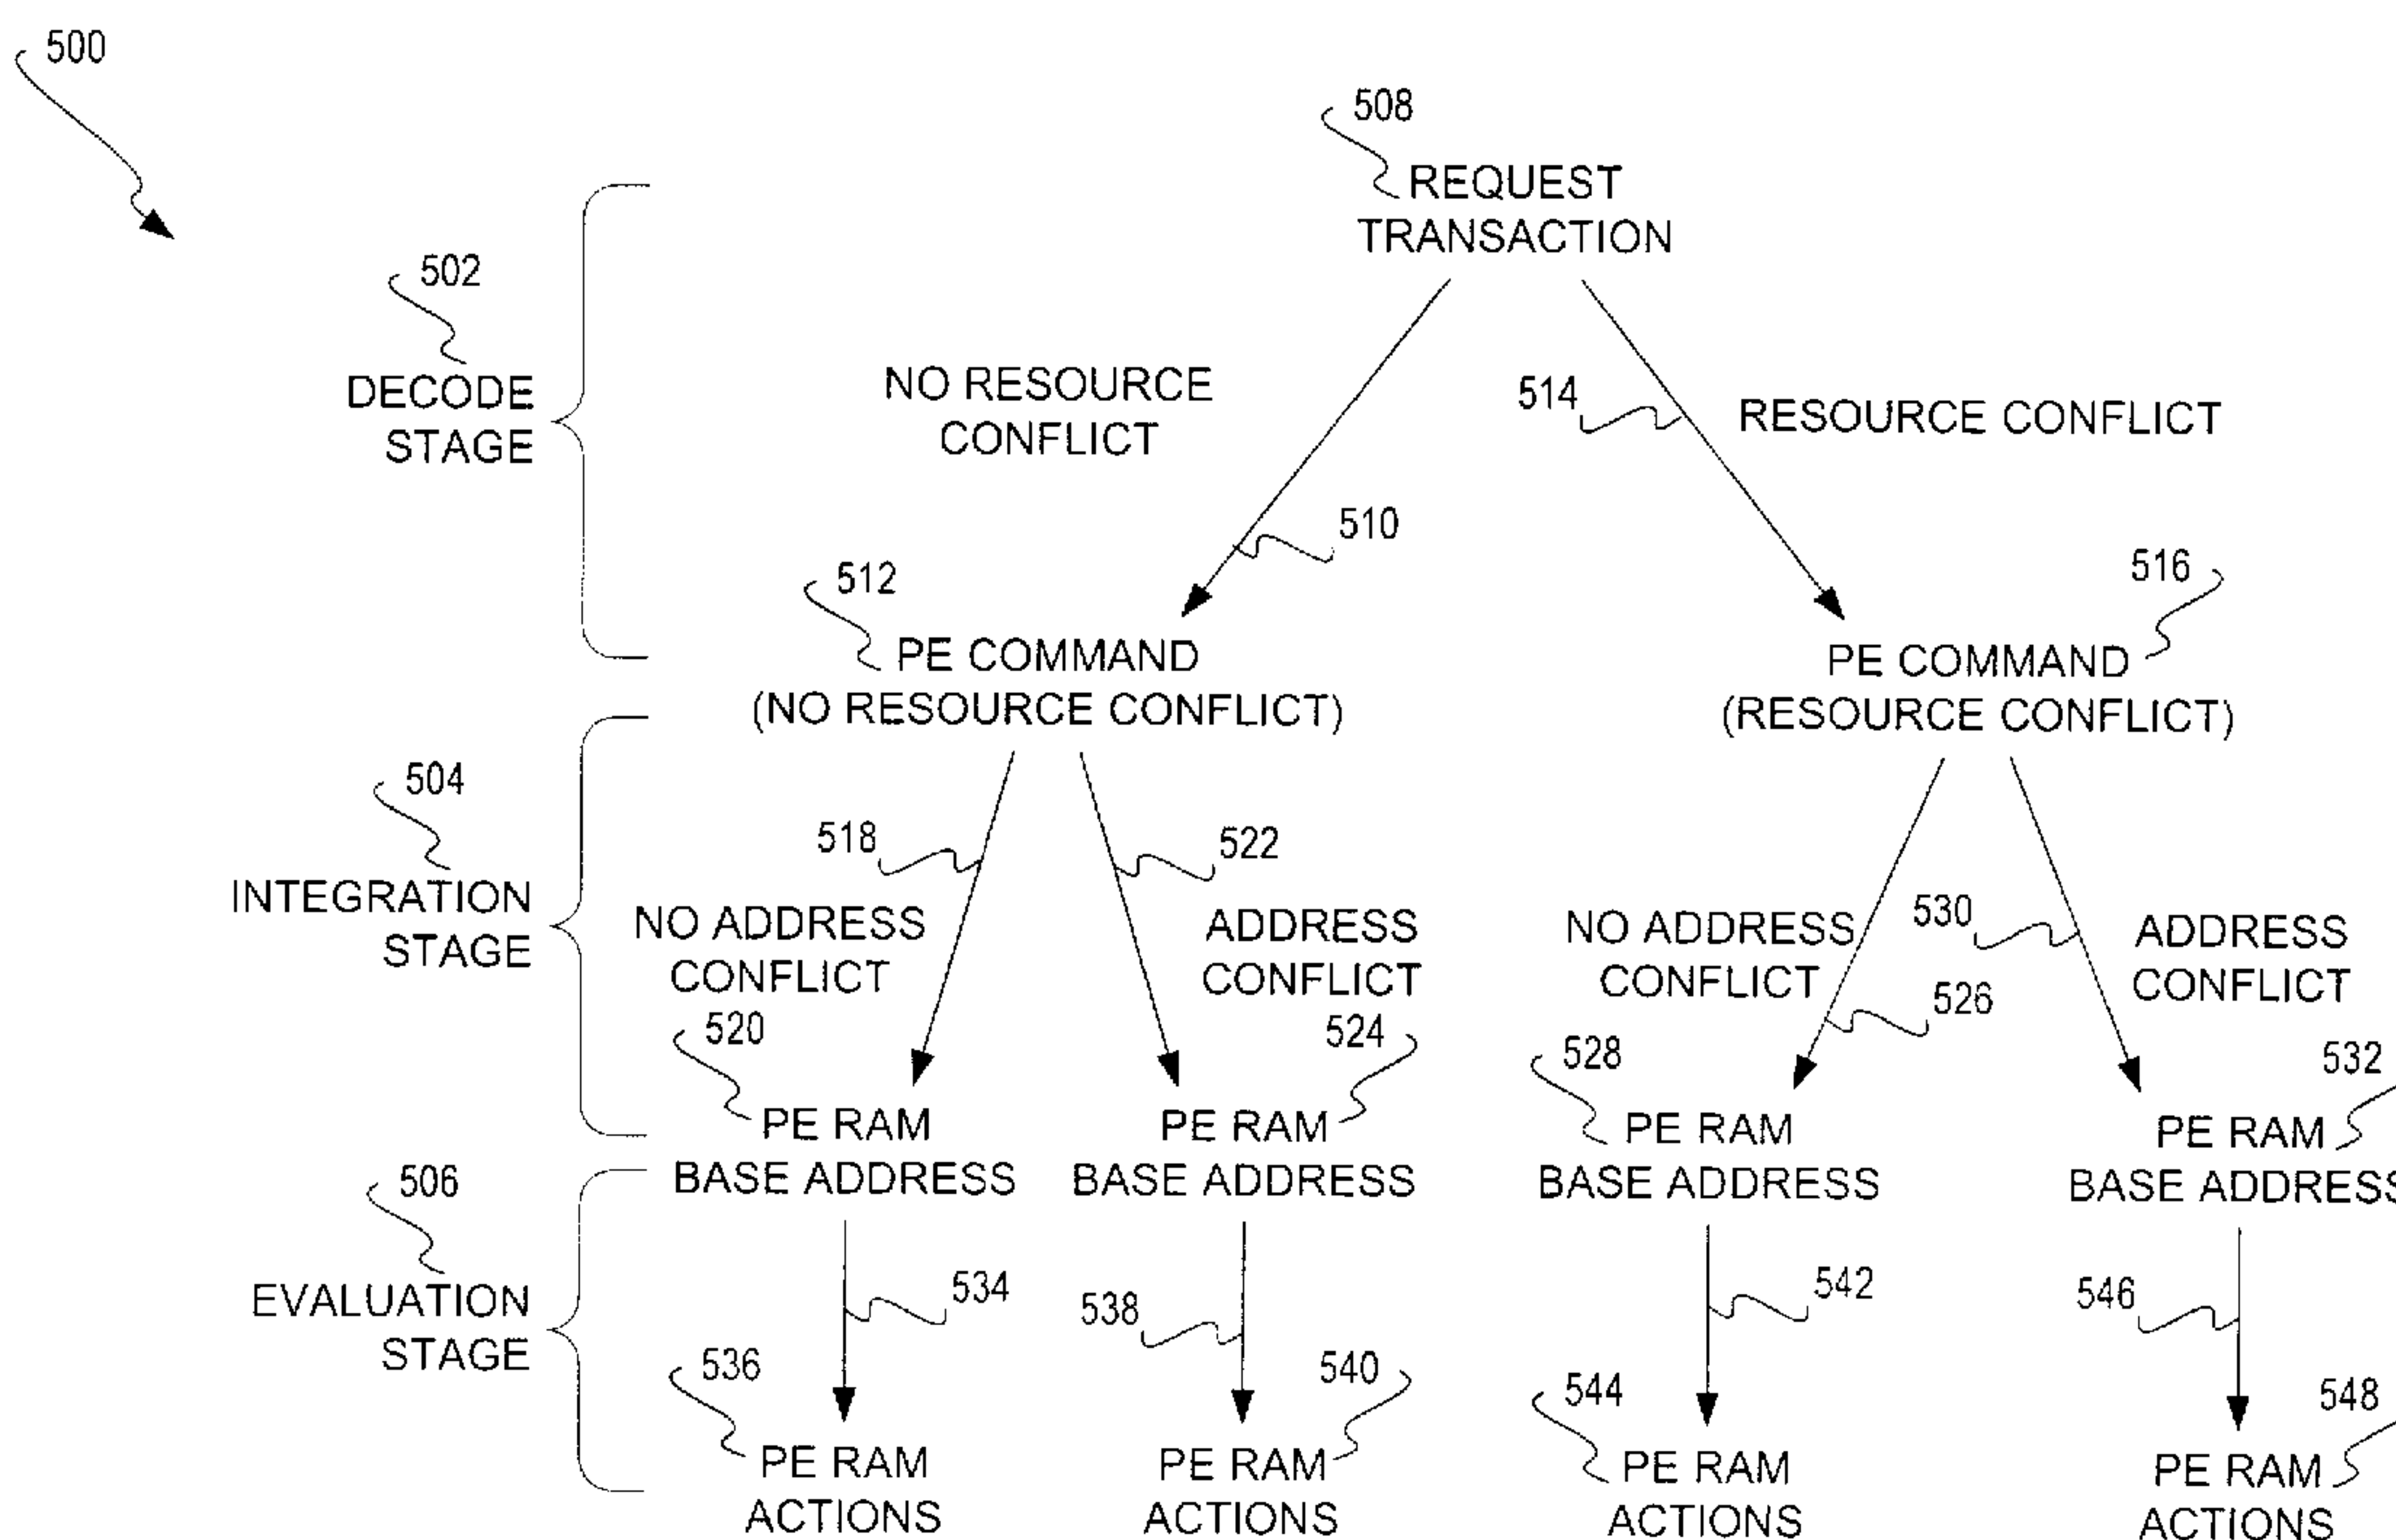 500
508
REQUEST
TRANSACTION
502
DECODE
STAGE
NO RESOURCE
CONFLICT
514
RESOURCE CONFLICT
510
512
516
PE COMMAND
(NO RESOURCE CONFLICT)
PE COMMAND
(RESOURCE CONFLICT)
504
INTEGRATION
STAGE
518
522
NO ADDRESS
CONFLICT
ADDRESS
CONFLICT
NO ADDRESS
CONFLICT
530
ADDRESS
CONFLICT
526
520
524
528
532
PE RAM
BASE ADDRESS
PE RAM
BASE ADDRESS
PE RAM
BASE ADDRESS
PE RAM
BASE ADDRESS
506
EVALUATION
STAGE
534
538
542
546
536
540
544
548
PE RAM
ACTIONS
PE RAM
ACTIONS
PE RAM
ACTIONS
PE RAM
ACTIONS